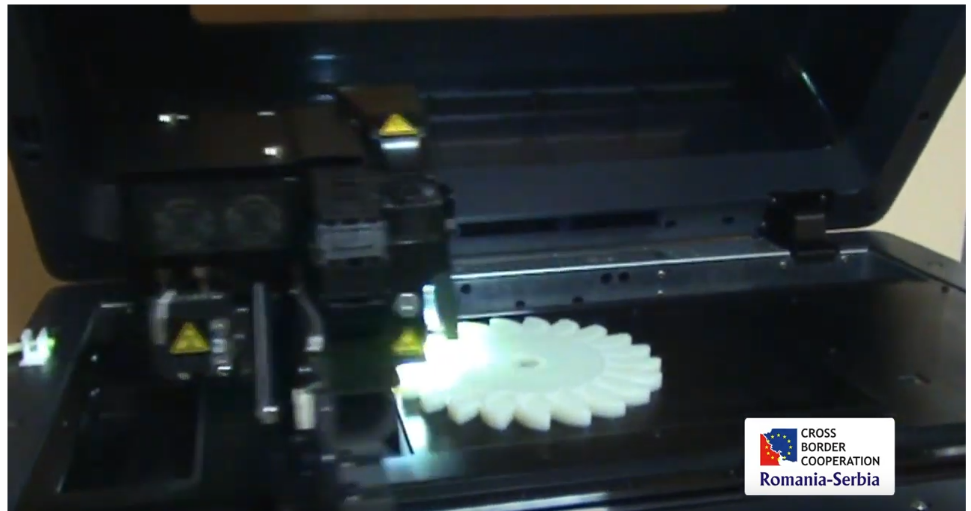 CROSS
BORDER
COOPERATION
Romania-Serbia